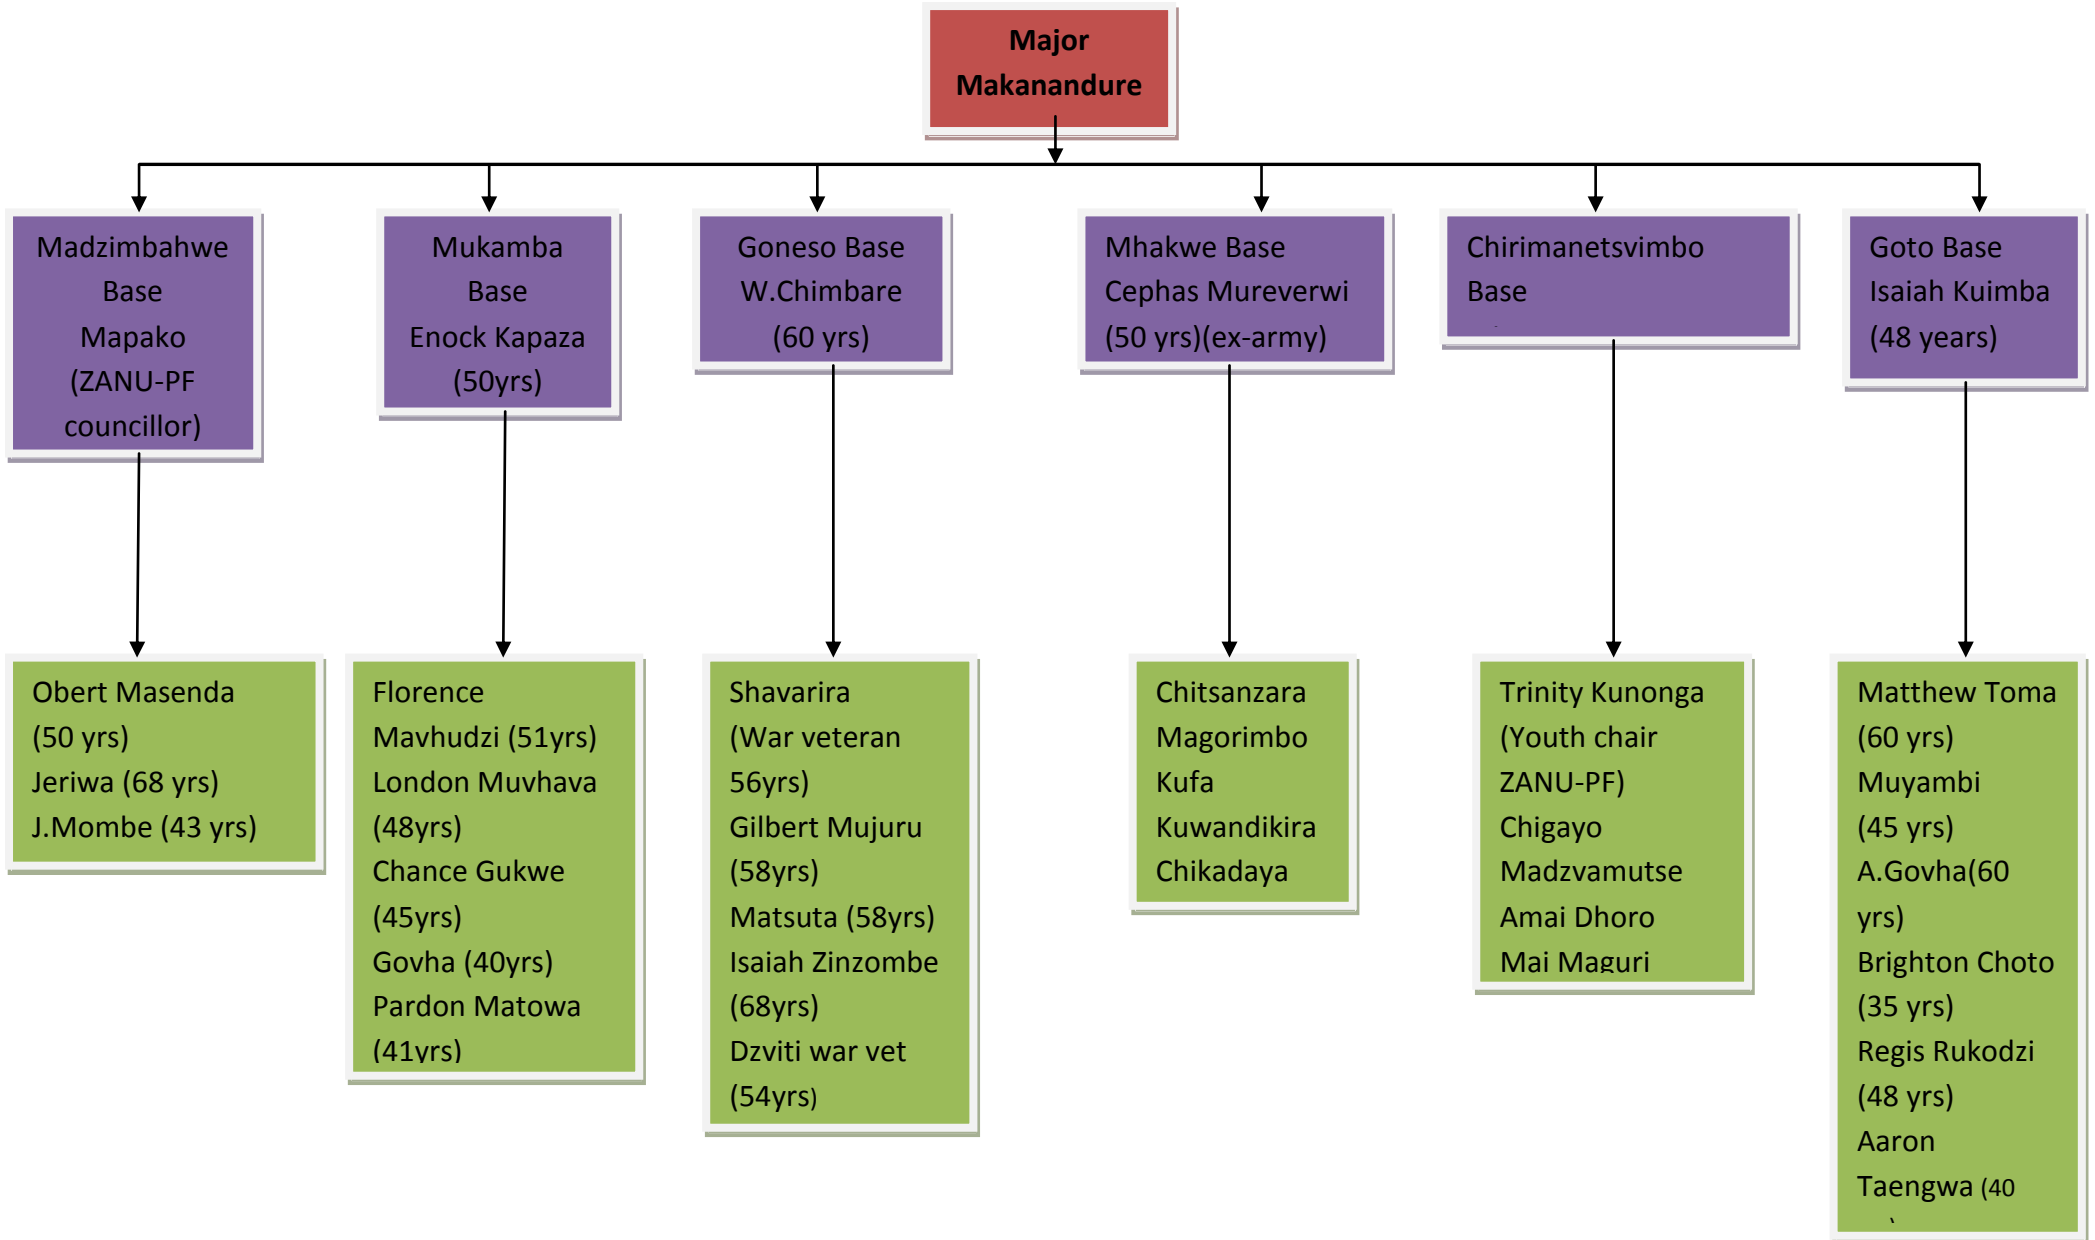 Major
Makanandure
Madzimbahwe
Base
Mapako
(ZANU-PF
councillor)
Mukamba
Base
Enock Kapaza
(50yrs)
Goneso Base
W.Chimbare
(60 yrs)
Mhakwe Base
Cephas Mureverwi
(50 yrs)(ex-army)
Chirimanetsvimbo
Base
Goto Base
Isaiah Kuimba
(48 years)
Obert Masenda
(50 yrs)
Jeriwa (68 yrs)
J.Mombe (43 yrs)
Florence
Mavhudzi (51yrs)
London Muvhava
(48yrs)
Chance Gukwe
(45yrs)
Govha (40yrs)
Pardon Matowa
(41yrs)
Shavarira
(War veteran
56yrs)
Gilbert Mujuru
(58yrs)
Matsuta (58yrs)
Isaiah Zinzombe
(68yrs)
Dzviti war vet
(54yrs)
Chitsanzara
Magorimbo
Kufa
Kuwandikira
Chikadaya
Trinity Kunonga
(Youth chair
ZANU-PF)
Chigayo
Madzvamutse
Amai Dhoro
Mai Maguri
Matthew Toma
(60 yrs)
Muyambi
(45 yrs)
A.Govha(60
yrs)
Brighton Choto
(35 yrs)
Regis Rukodzi
(48 yrs)
Aaron
Taengwa (40